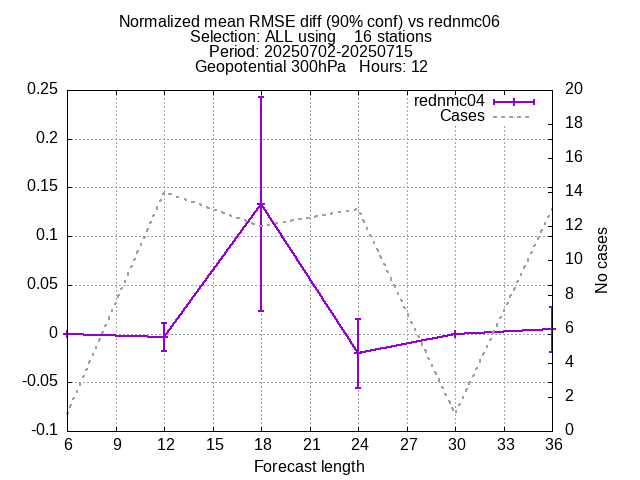 Normalized mean RMSE diff (90% conf) vs rednmc06
Selection: ALL using    16 stations
Period: 20250702-20250715
Geopotential 300hPa   Hours: 12
rednmc04
Cases
0.25
0.2
0.15
0.1
0.05
0
-0.05
-0.1
20
18
16
14
12
10
8
6
4
2
0
No cases
6 9 12 15 18 21 24 27 30 33 36
Forecast length